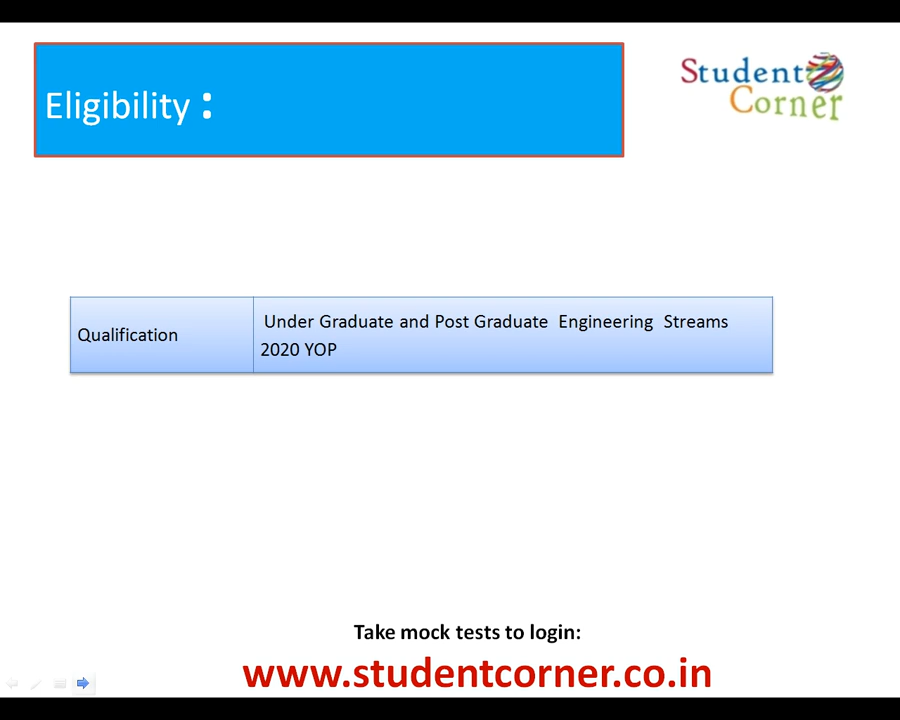 Eligibility :
Student
Corner
Qualification
Under Graduate and Post Graduate Engineering Streams
2020 YOP
Take mock tests to login:
www.studentcorner.co.in